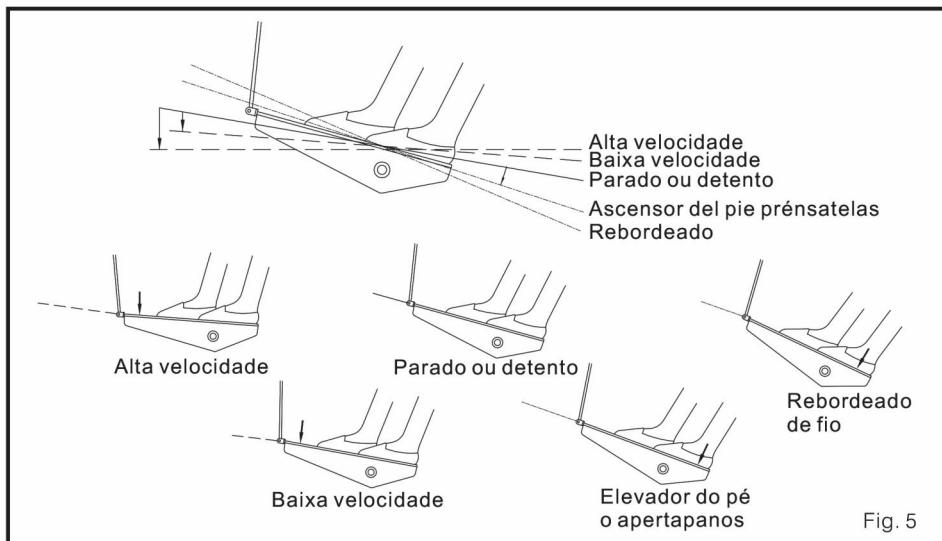 Alta velocidade
Baixa velocidade
Parado ou detento
Ascensor del pie prénsatelas
Rebordeado
Alta velocidade
Parado ou detento
Rebordeado
de fio
Baixa velocidade
Elevador do pé
o apertapanos
Fig. 5